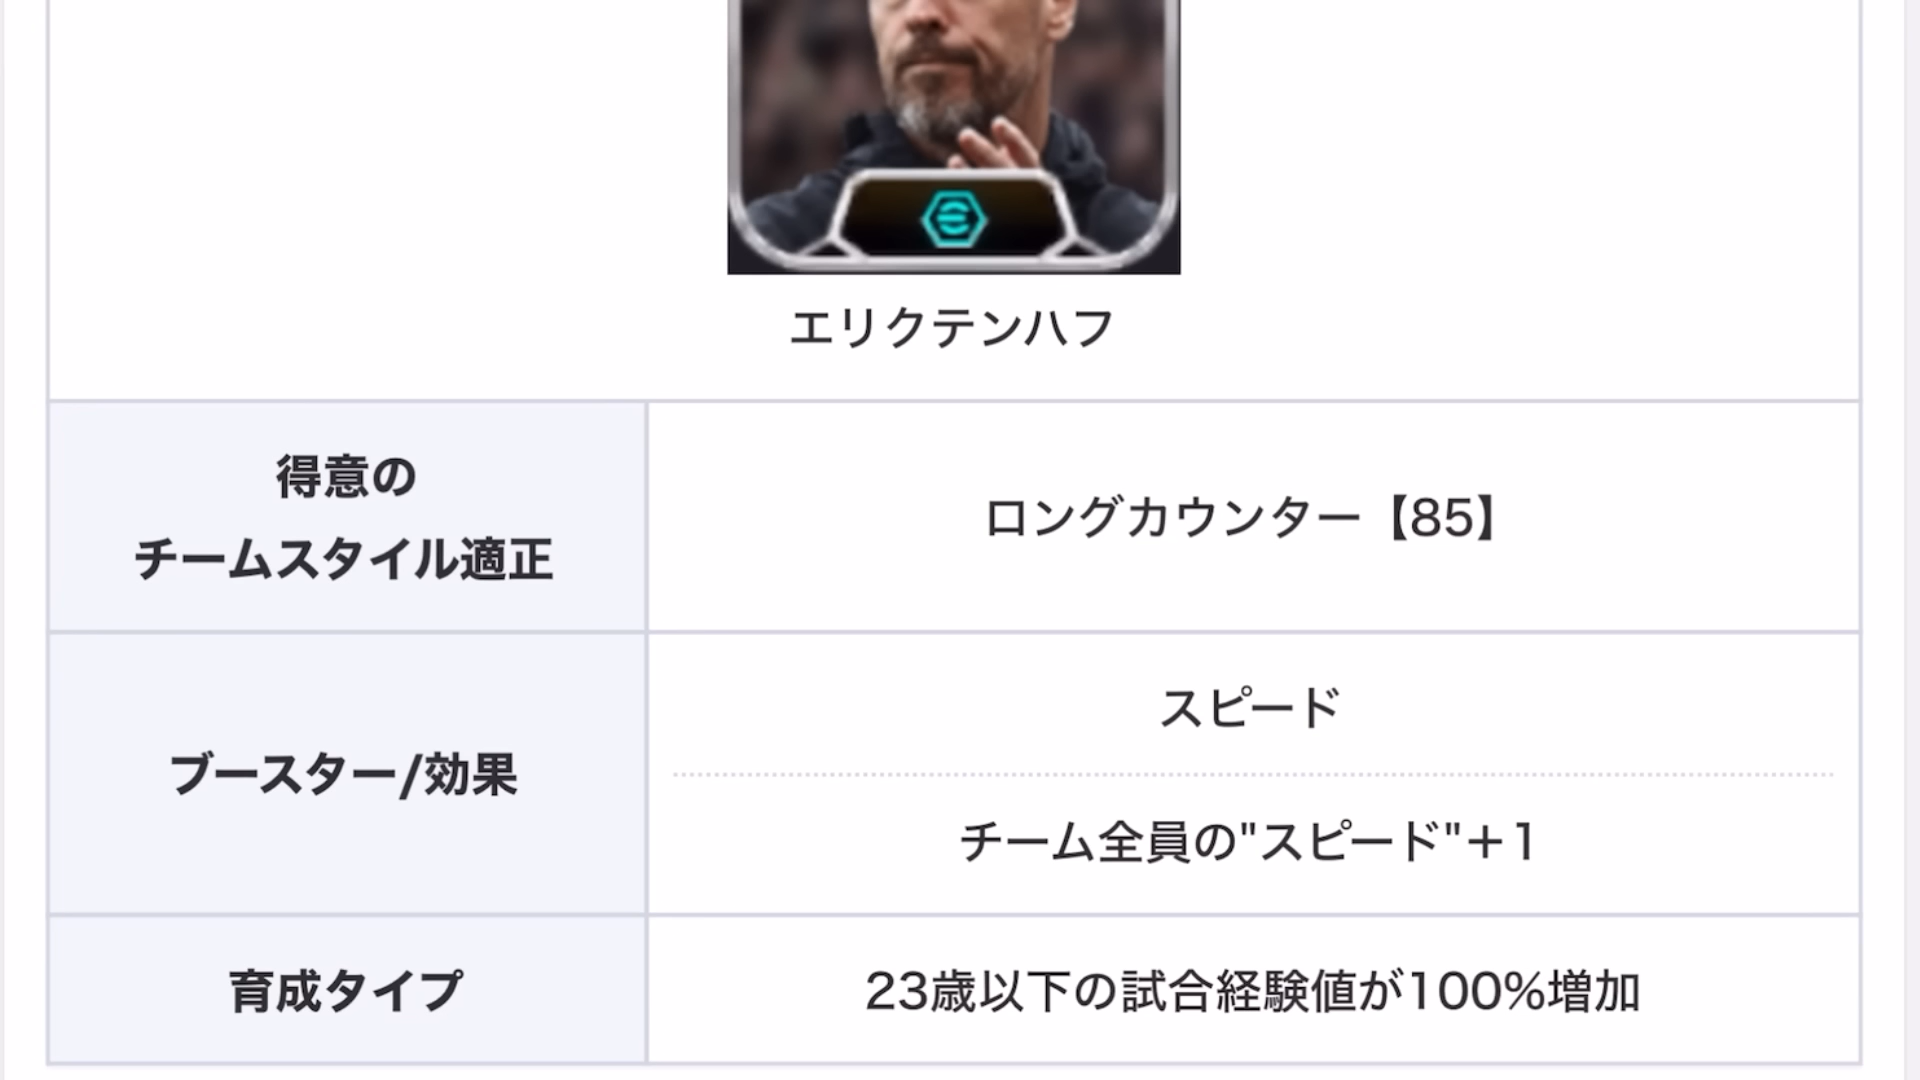 エリクテンハフ
得意の
チームスタイル適正
ロングカウンター【85】
ブースター/効果
スピード
チーム全員の"スピード"＋1
育成タイプ
23歳以下の試合経験値が100%増加